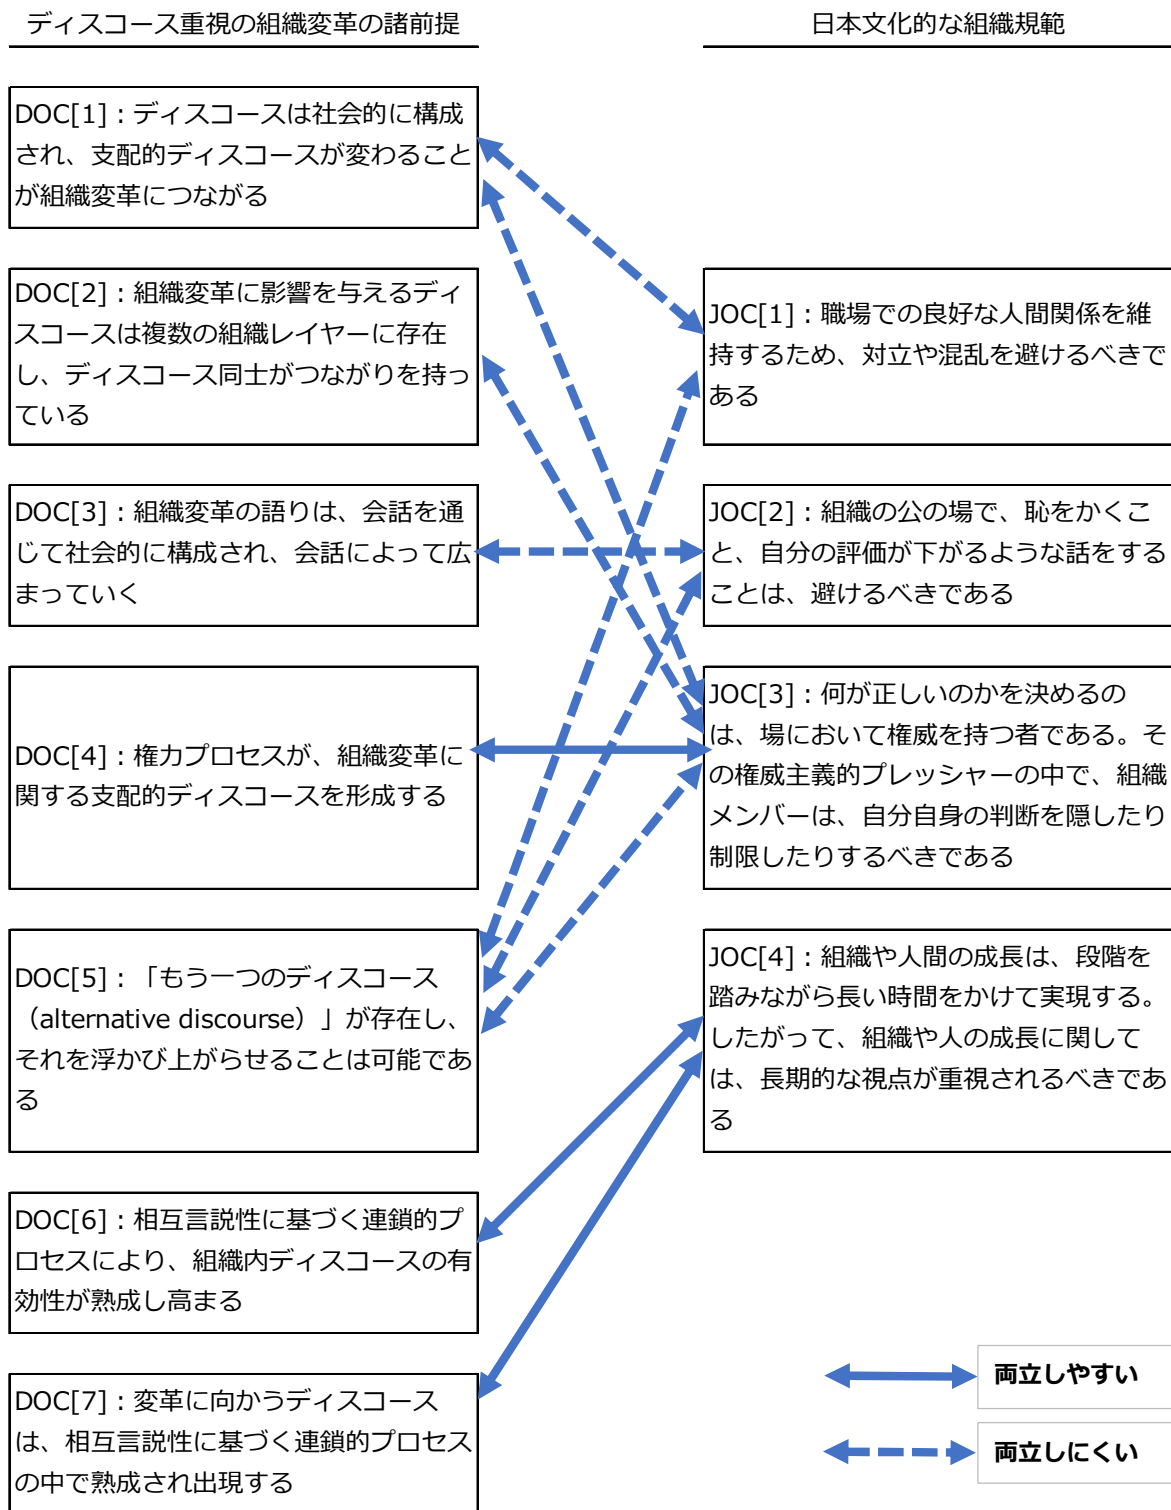 ディスコース重視の組織変革の諸前提
日本文化的な組織規範
DOC[1]：ディスコースは社会的に構成
され、支配的ディスコースが変わること
が組織変革につながる
DOC[2]：組織変革に影響を与えるディ
スコースは複数の組織レイヤーに存在
し、ディスコース同士がつながりを持っ
ている
DOC[3]：組織変革の語りは、会話を通
じて社会的に構成され、会話によって広
まっていく
DOC[4]：権力プロセスが、組織変革に
関する支配的ディスコースを形成する
DOC[5]：「もう一つのディスコース
（alternative discourse）」が存在し、
それを浮かび上がらせることは可能であ
る
DOC[6]：相互言説性に基づく連鎖的プ
ロセスにより、組織内ディスコースの有
効性が熟成し高まる
DOC[7]：変革に向かうディスコース
は、相互言説性に基づく連鎖的プロセス
の中で熟成され出現する
JOC[1]：職場での良好な人間関係を維
持するため、対立や混乱を避けるべきで
ある
JOC[2]：組織の公の場で、恥をかくこ
と、自分の評価が下がるような話をする
ことは、避けるべきである
JOC[3]：何が正しいのかを決めるの
は、場において権威を持つ者である。そ
の権威主義的プレッシャーの中で、組織
メンバーは、自分自身の判断を隠したり
制限したりするべきである
JOC[4]：組織や人間の成長は、段階を
踏みながら長い時間をかけて実現する。
したがって、組織や人の成長に関して
は、長期的な視点が重視されるべきであ
る
両立しやすい
両立しにくい